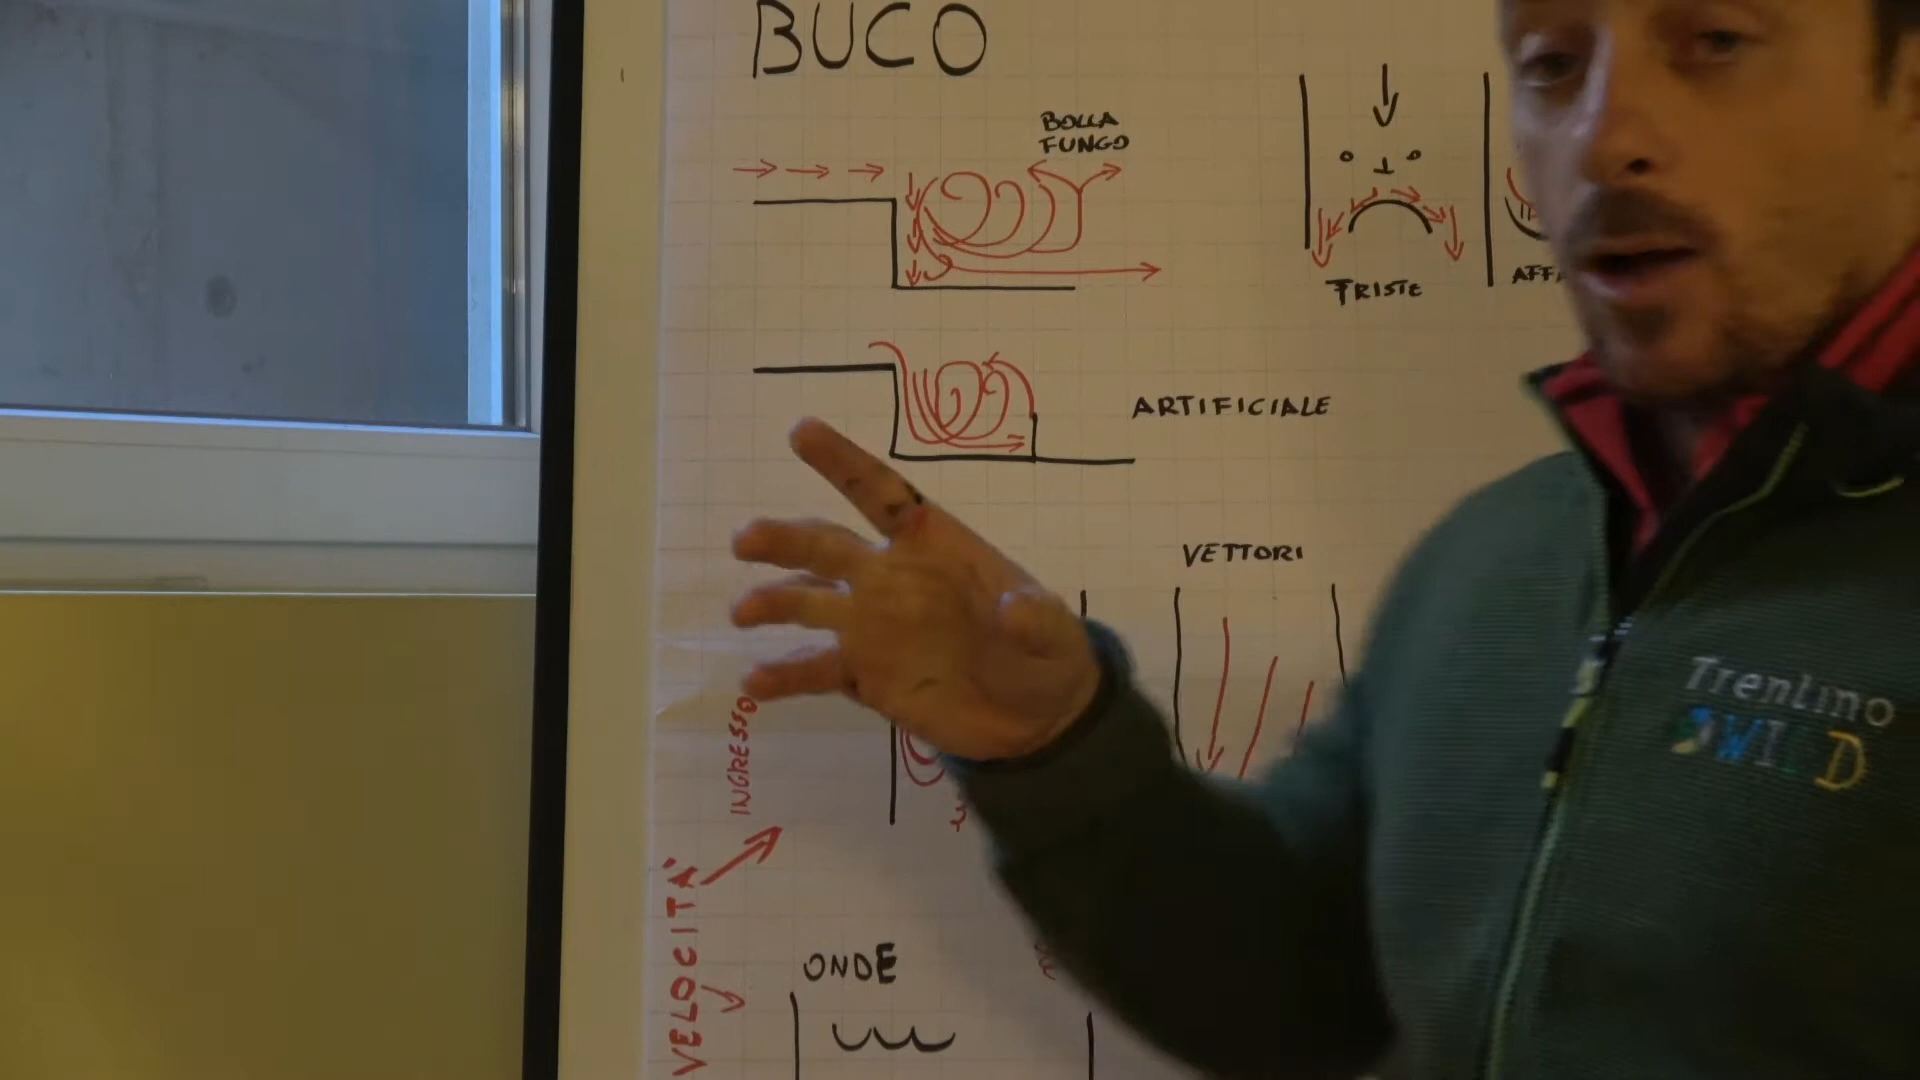 BUCO
BOLLA
FUNGO
TRISTE
ARTIFICIALE
VETTORI
INGRESSO
VELOCITÀ
ONDE
Trentino
WILD